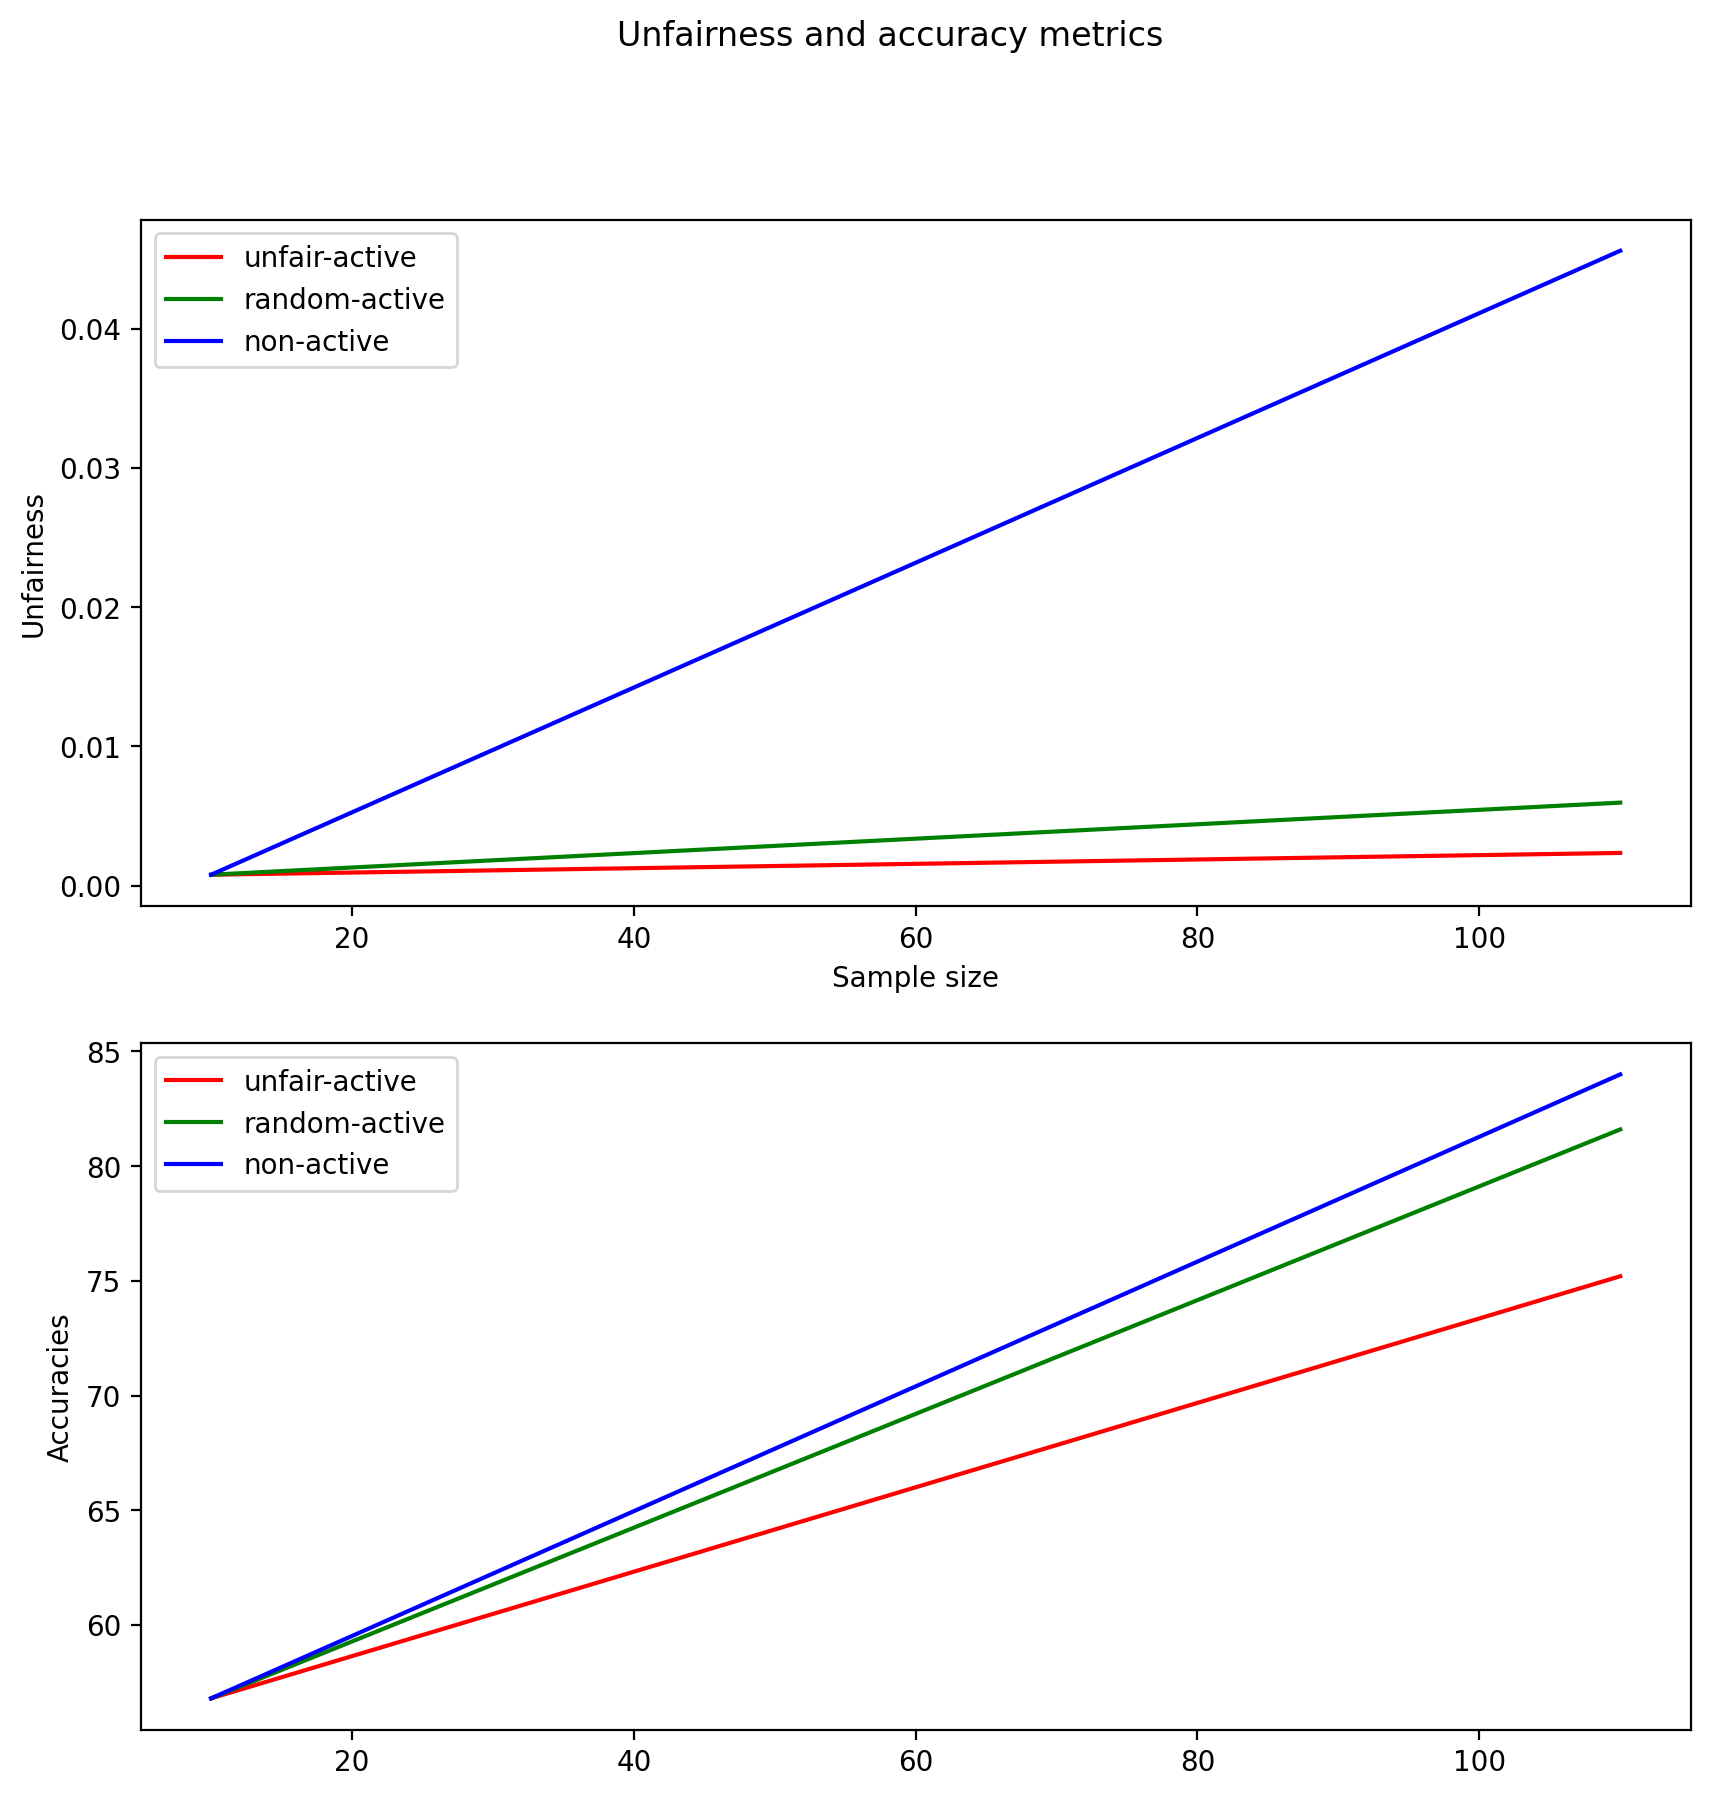 Unfairness and accuracy metrics
unfair-active
random-active
non-active
0.04
0.03
0.02
0.01
0.00
Unfairness
20 40 60 80 100
Sample size
unfair-active
random-active
non-active
85
80
75
70
65
60
Accuracies
20 40 60 80 100